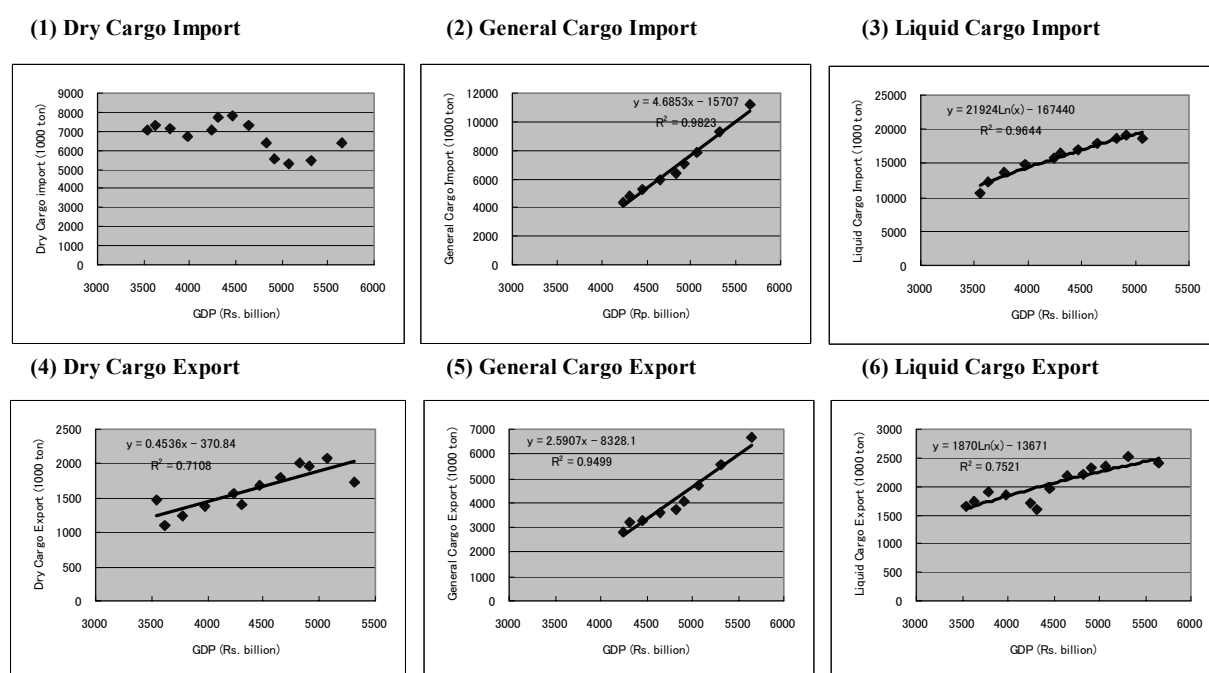 (1) Dry Cargo Import
(2) General Cargo Import
(3) Liquid Cargo Import
Dry Cargo import (1000 ton)
9000
8000
7000
6000
5000
4000
3000
2000
1000
0
3000 3500 4000 4500 5000 5500 6000
GDP (Rs. billion)
General Cargo Import (1000 ton)
12000
10000
8000
6000
4000
2000
0
y = 4.6853x - 15707
R² = 0.9823
3000 3500 4000 4500 5000 5500 6000
GDP (Rp. billion)
Liquid Cargo Import (1000 ton)
25000
20000
15000
10000
5000
0
y = 21924Ln(x) - 167440
R² = 0.9644
3000 3500 4000 4500 5000 5500
GDP (Rs. billion)
(4) Dry Cargo Export
(5) General Cargo Export
(6) Liquid Cargo Export
Dry Cargo Export (1000 ton)
2500
2000
1500
1000
500
0
y = 0.4536x - 370.84
R² = 0.7108
3000 3500 4000 4500 5000 5500
GDP (Rs. billion)
General Cargo Export (1000 ton)
7000
6000
5000
4000
3000
2000
1000
0
y = 2.5907x - 8328.1
R² = 0.9499
3000 3500 4000 4500 5000 5500 6000
GDP (Rs. billion)
Liquid Cargo Export (1000 ton)
3000
2500
2000
1500
1000
500
0
y = 1870Ln(x) - 13671
R² = 0.7521
3000 3500 4000 4500 5000 5500 6000
GDP (Rs. billion)